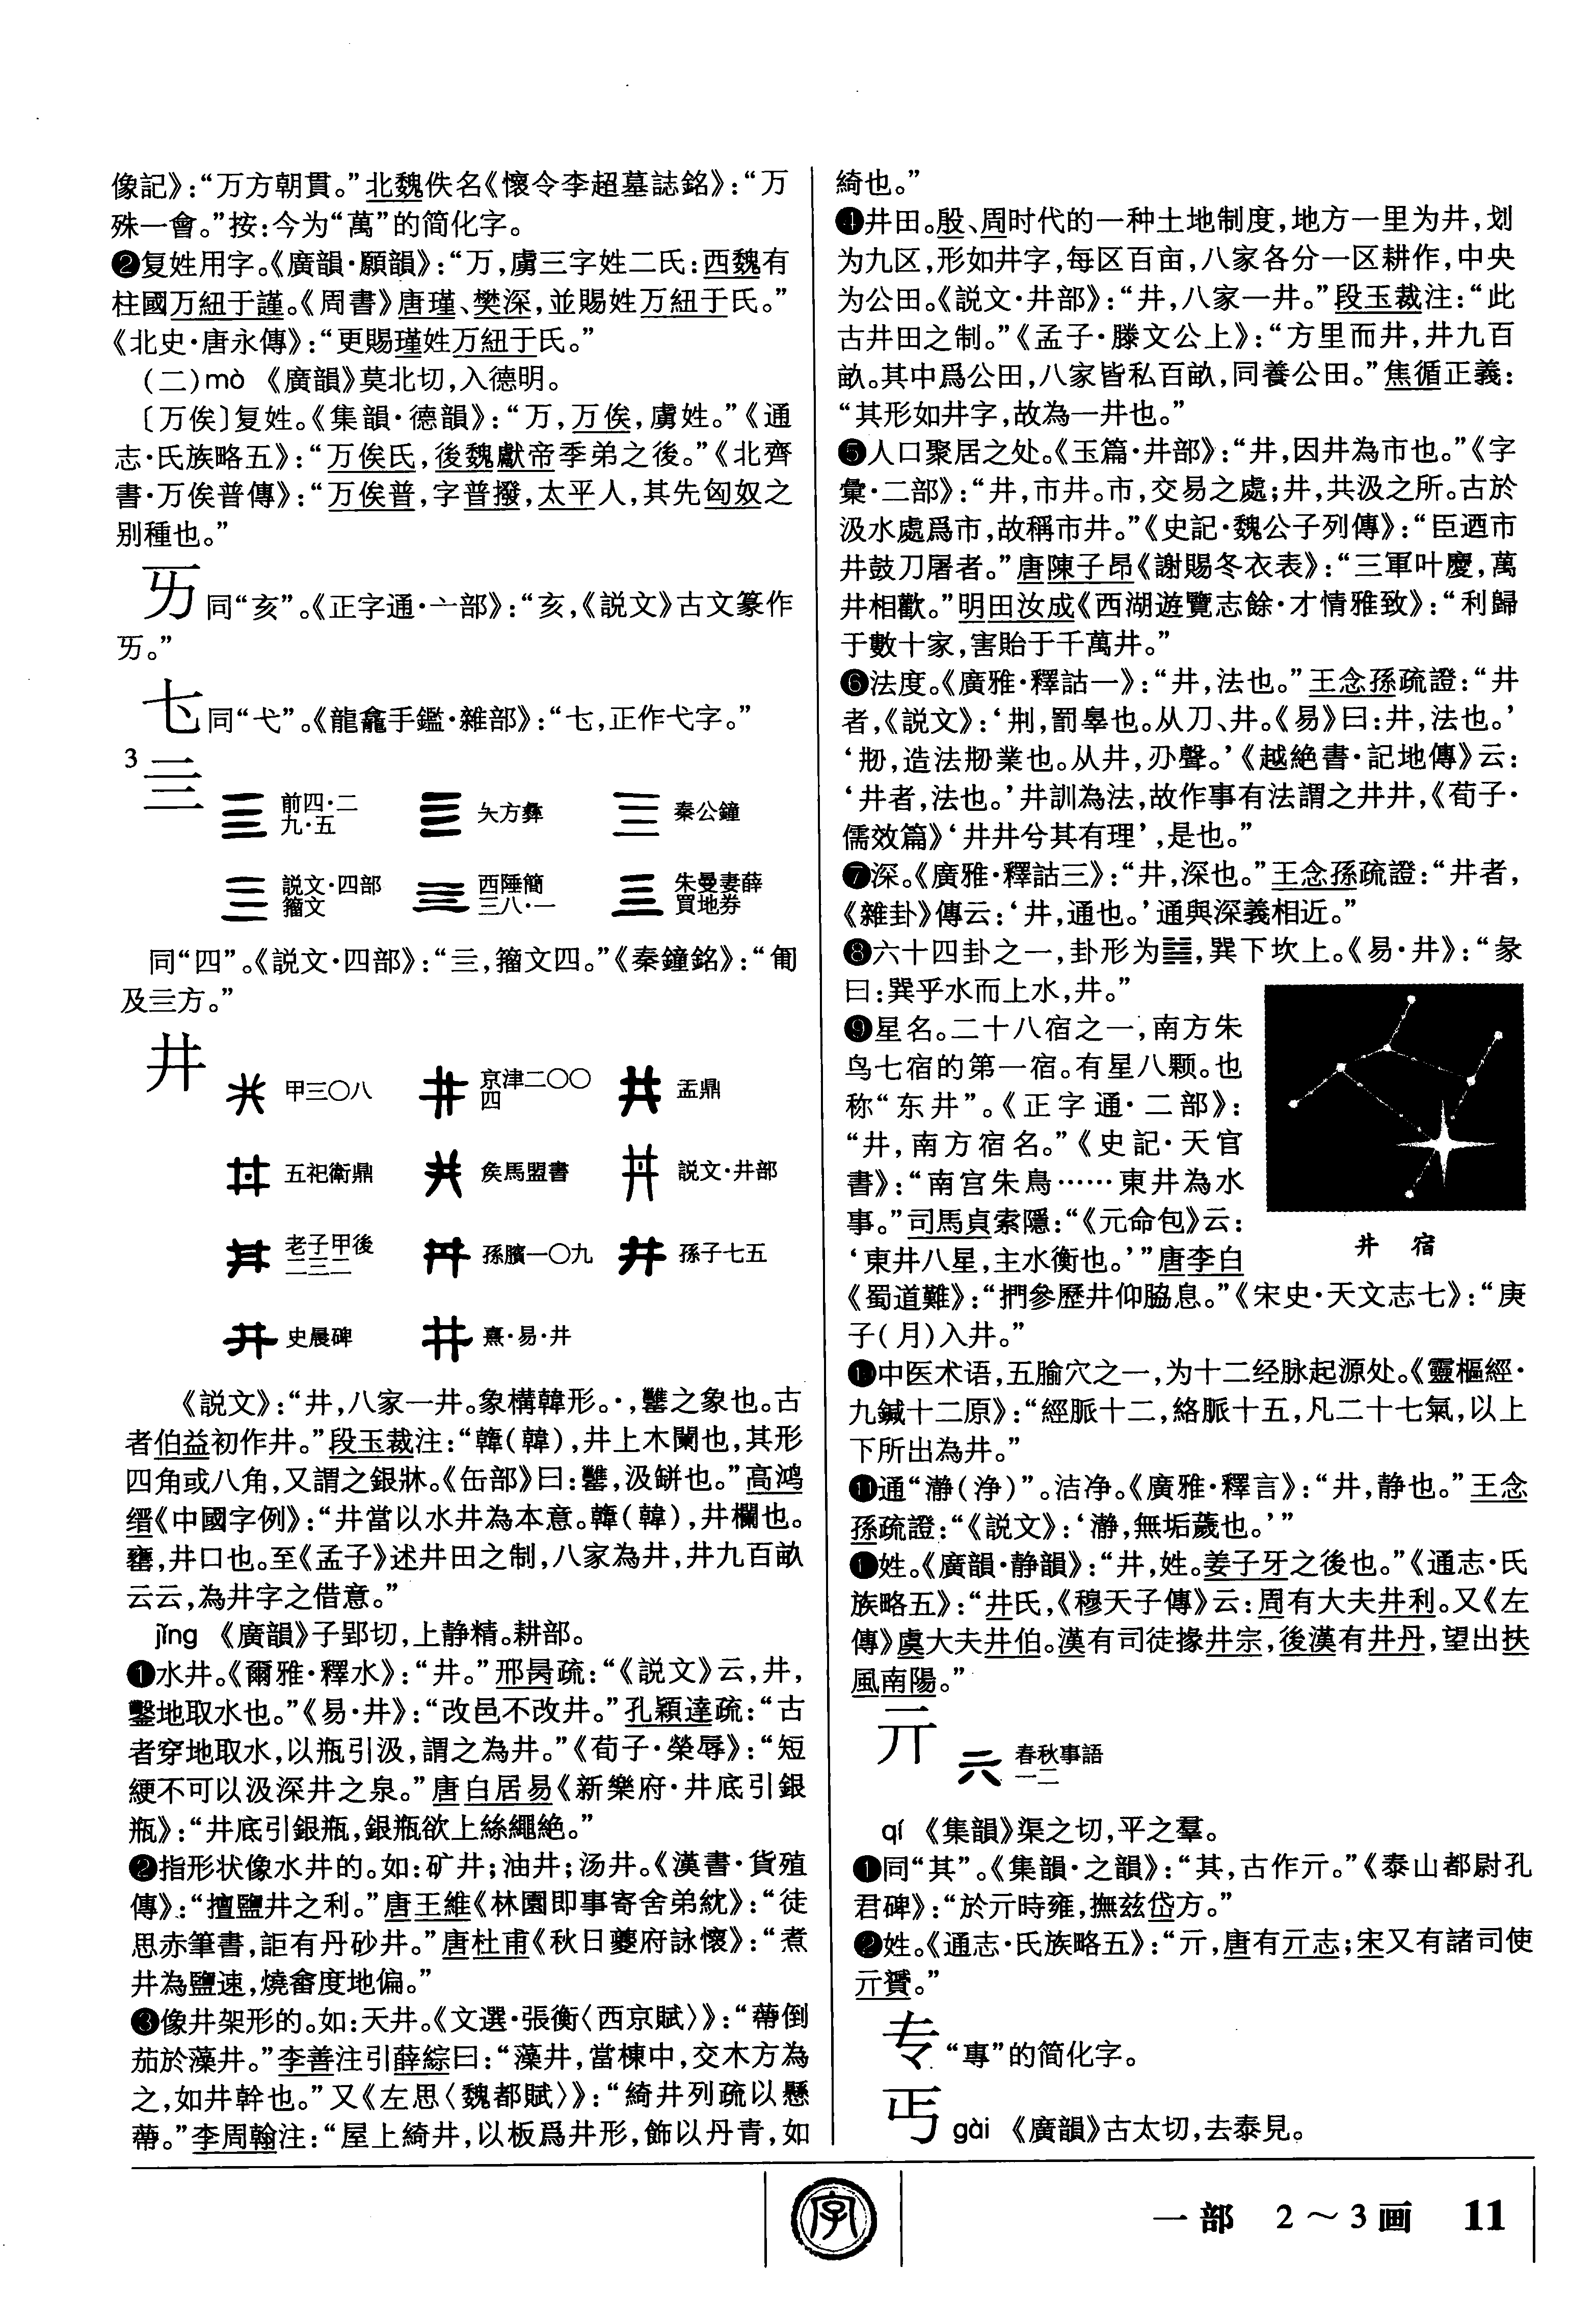 像記》：“万方朝貫。”北魏佚名《懷令李超墓誌銘》：“万
殊一會。”按：今为“萬”的简化字。
❷复姓用字。《廣韻·願韻》：“万，虜三字姓二氏：西魏有
柱國万紐于謹。《周書》唐瑾、樊深，並賜姓万紐于氏。”
《北史·唐永傳》：“更賜瑾姓万紐于氏。”
（二）mò 《廣韻》莫北切，入德明。
〔万俟〕复姓。《集韻·德韻》：“万，万俟，虜姓。”《通
志·氏族略五》：“万俟氏，後魏獻帝季弟之後。”《北齊
書·万俟普傳》：“万俟普，字普撥，太平人，其先匈奴之
别種也。”
同“亥”。《正字通·亠部》：“亥，《説文》古文篆作
。”
同“弋”。《龍龕手鑑·雜部》：“，正作弋字。”
3 亖
前四·二九·五 夨方彝 秦公鐘
説文·四部籀文 西陲簡三八·一 朱曼妻薛買地券
同“四”。《説文·四部》：“亖，籀文四。”《秦鐘銘》：“匍
及亖方。”
井
甲三〇八 京津二〇〇四 盂鼎
五祀衛鼎 矦馬盟書 説文·井部
老子甲後二三二 孫臏一〇九 孫子七五
史晨碑 熹·易·井
《説文》：“井，八家一井。象構韓形。·，䍇之象也。古
者伯益初作井。”段玉裁注：“韓（韓），井上木闌也，其形
四角或八角，又謂之銀牀。《缶部》曰：䍇，汲缾也。”高鸿
缙《中國字例》：“井當以水井為本意。韓（韓），井欄也。
䍇，井口也。至《孟子》述井田之制，八家為井，井九百畝
云云，為井字之借意。”
jǐng 《廣韻》子郢切，上静精。耕部。
❶水井。《爾雅·釋水》：“井。”邢昺疏：“《説文》云，井，
鑿地取水也。”《易·井》：“改邑不改井。”孔穎達疏：“古
者穿地取水，以瓶引汲，謂之為井。”《荀子·榮辱》：“短
綆不可以汲深井之泉。”唐白居易《新樂府·井底引銀
瓶》：“井底引銀瓶，銀瓶欲上絲繩絶。”
❷指形状像水井的。如：矿井；油井；汤井。《漢書·貨殖
傳》：“擅鹽井之利。”唐王維《林園即事寄舍弟紞》：“徒
思赤筆書，詎有丹砂井。”唐杜甫《秋日夔府詠懷》：“煮
井為鹽速，燒畬度地偏。”
❸像井架形的。如：天井。《文選·張衡〈西京賦〉》：“蔕倒
茄於藻井。”李善注引薛綜曰：“藻井，當棟中，交木方為
之，如井幹也。”又《左思〈魏都賦〉》：“綺井列疏以懸
蔕。”李周翰注：“屋上綺井，以板爲井形，飾以丹青，如
綺也。”
❹井田。殷、周时代的一种土地制度，地方一里为井，划
为九区，形如井字，每区百亩，八家各分一区耕作，中央
为公田。《説文·井部》：“井，八家一井。”段玉裁注：“此
古井田之制。”《孟子·滕文公上》：“方里而井，井九百
畝。其中爲公田，八家皆私百畝，同養公田。”焦循正義：
“其形如井字，故為一井也。”
❺人口聚居之处。《玉篇·井部》：“井，因井為市也。”《字
彙·二部》：“井，市井。市，交易之處；井，共汲之所。古於
汲水處爲市，故稱市井。”《史記·魏公子列傳》：“臣迺市
井鼓刀屠者。”唐陳子昂《謝賜冬衣表》：“三軍叶慶，萬
井相歡。”明田汝成《西湖遊覽志餘·才情雅致》：“利歸
于數十家，害貽于千萬井。”
❻法度。《廣雅·釋詁一》：“井，法也。”王念孫疏證：“井
者，《説文》：‘㓝，罰辠也。从刀、井。《易》曰：井，法也。’
‘㓝，造法㓝業也。从井，刅聲。’《越絶書·記地傳》云：
‘井者，法也。’井訓為法，故作事有法謂之井井，《荀子·
儒效篇》‘井井兮其有理’，是也。”
❼深。《廣雅·釋詁三》：“井，深也。”王念孫疏證：“井者，
《雜卦》傳云：‘井，通也。’通與深義相近。”
❽六十四卦之一，卦形为䷯，巽下坎上。《易·井》：“彖
曰：巽乎水而上水，井。”
❾星名。二十八宿之一，南方朱
鸟七宿的第一宿。有星八颗。也
称“东井”。《正字通·二部》：
“井，南方宿名。”《史記·天官
書》：“南宫朱鳥……東井為水
事。”司馬貞索隱：“《元命包》云：
‘東井八星，主水衡也。’”唐李白
《蜀道難》：“捫參歷井仰脇息。”《宋史·天文志七》：“庚
子（月）入井。”
井 宿
❿中医术语，五腧穴之一，为十二经脉起源处。《靈樞經·
九鍼十二原》：“經脈十二，絡脈十五，凡二十七氣，以上
下所出為井。”
⓫通“瀞（净）”。洁净。《廣雅·釋言》：“井，静也。”王念
孫疏證：“《説文》：‘瀞，無垢薉也。’”
⓬姓。《廣韻·静韻》：“井，姓。姜子牙之後也。”《通志·氏
族略五》：“井氏，《穆天子傳》云：周有大夫井利。又《左
傳》虞大夫井伯。漢有司徒掾井宗，後漢有井丹，望出扶
風南陽。”
亓
春秋事語一二
qí 《集韻》渠之切，平之羣。
❶同“其”。《集韻·之韻》：“其，古作亓。”《泰山都尉孔
君碑》：“於亓時雍，撫兹岱方。”
❷姓。《通志·氏族略五》：“亓，唐有亓志；宋又有諸司使
亓贇。”
专 “專”的简化字。
丐 gài 《廣韻》古太切，去泰見。
字
一部 2～3画 11